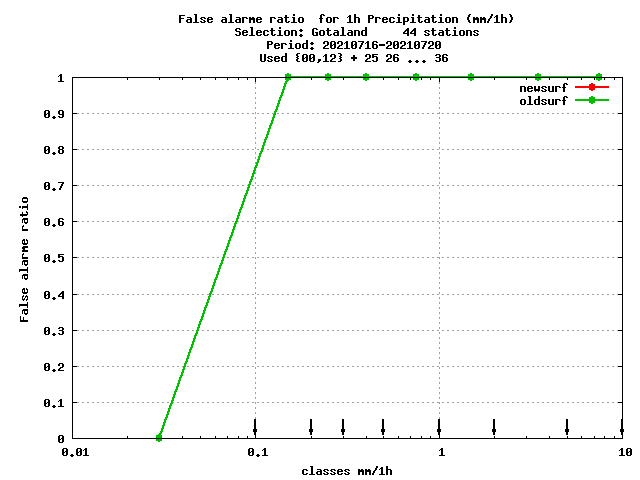 False alarme ratio  for 1h Precipitation (mm/1h)
Selection: Gotaland     44 stations
Period: 20210716-20210720
Used {00,12} + 25 26 ... 36
newsurf
oldsurf
1
0.9
0.8
0.7
0.6
0.5
0.4
0.3
0.2
0.1
0
False alarme ratio
0.01 0.1 1 10
classes mm/1h